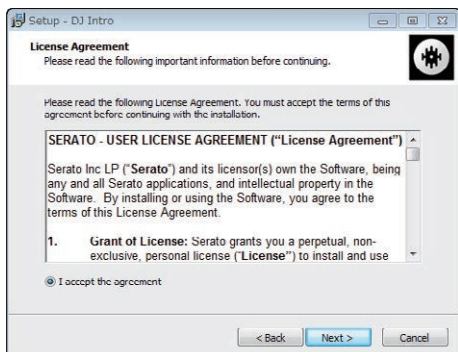 Setup - DJ Intro
License Agreement
Please read the following important information before continuing.
Please read the following License Agreement. You must accept the terms of this
agreement before continuing with the installation.
SERATO - USER LICENSE AGREEMENT (“License Agreement”)
Serato Inc LP (“Serato”) and its licensor(s) own the Software, being
any and all Serato applications, and intellectual property in the
Software. By installing or using the Software, you agree to the
terms of this License Agreement.
1. Grant of License: Serato grants you a perpetual, non-
exclusive, personal license (“License”) to install and use
I accept the agreement
< Back Next > Cancel